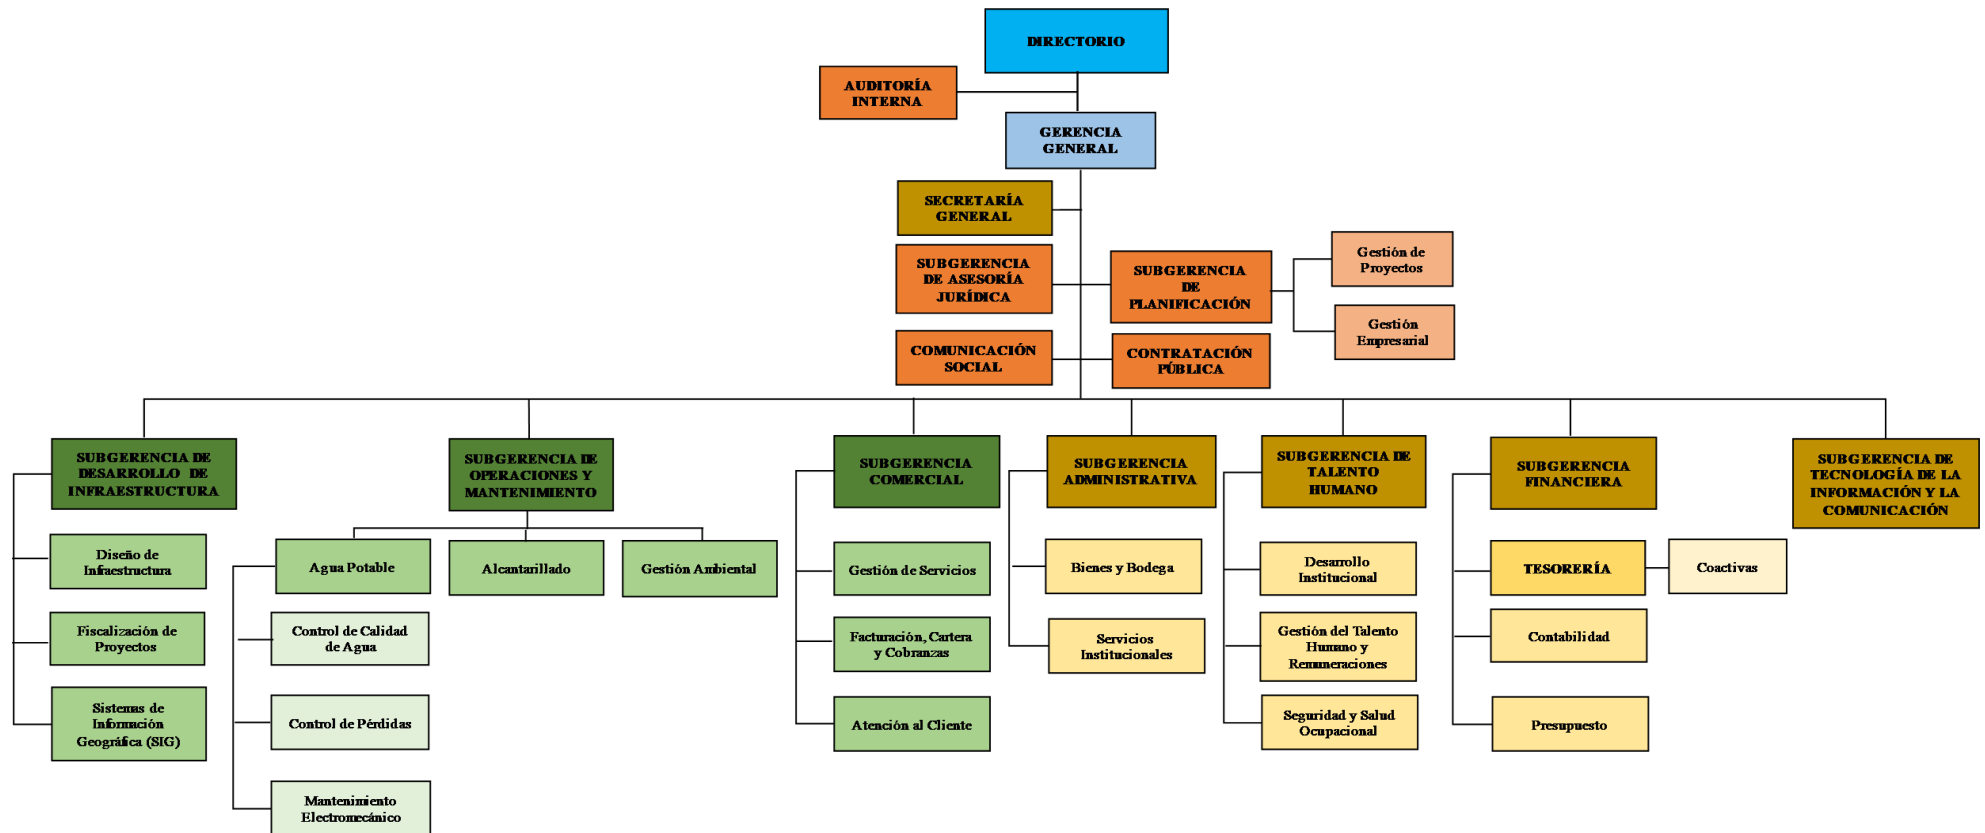 DIRECTORIO
AUDITORÍA
INTERNA
GERENCIA
GENERAL
SECRETARÍA
GENERAL
SUBGERENCIA
DE ASESORÍA
JURÍDICA
SUBGERENCIA
DE
PLANIFICACIÓN
Gestión de
Proyectos
Gestión
Empresarial
COMUNICACIÓN
SOCIAL
CONTRATACIÓN
PÚBLICA
SUBGERENCIA DE
DESARROLLO DE
INFRAESTRUCTURA
Diseño de
Infraestructura
Fiscalización de
Proyectos
Sistemas de
Información
Geográfica (SIG)
SUBGERENCIA DE
OPERACIONES Y
MANTENIMIENTO
Agua Potable
Control de Calidad
de Agua
Control de Pérdidas
Mantenimiento
Electromecánico
Alcantarillado
Gestión Ambiental
SUBGERENCIA
COMERCIAL
Gestión de Servicios
Facturación, Cartera
y Cobranzas
Atención al Cliente
SUBGERENCIA
ADMINISTRATIVA
Bienes y Bodega
Servicios
Institucionales
SUBGERENCIA DE
TALENTO
HUMANO
Desarrollo
Institucional
Gestión del Talento
Humano y
Remuneraciones
Seguridad y Salud
Ocupacional
SUBGERENCIA
FINANCIERA
TESORERÍA
Coactivas
Contabilidad
Presupuesto
SUBGERENCIA DE
TECNOLOGÍA DE LA
INFORMACIÓN Y LA
COMUNICACIÓN